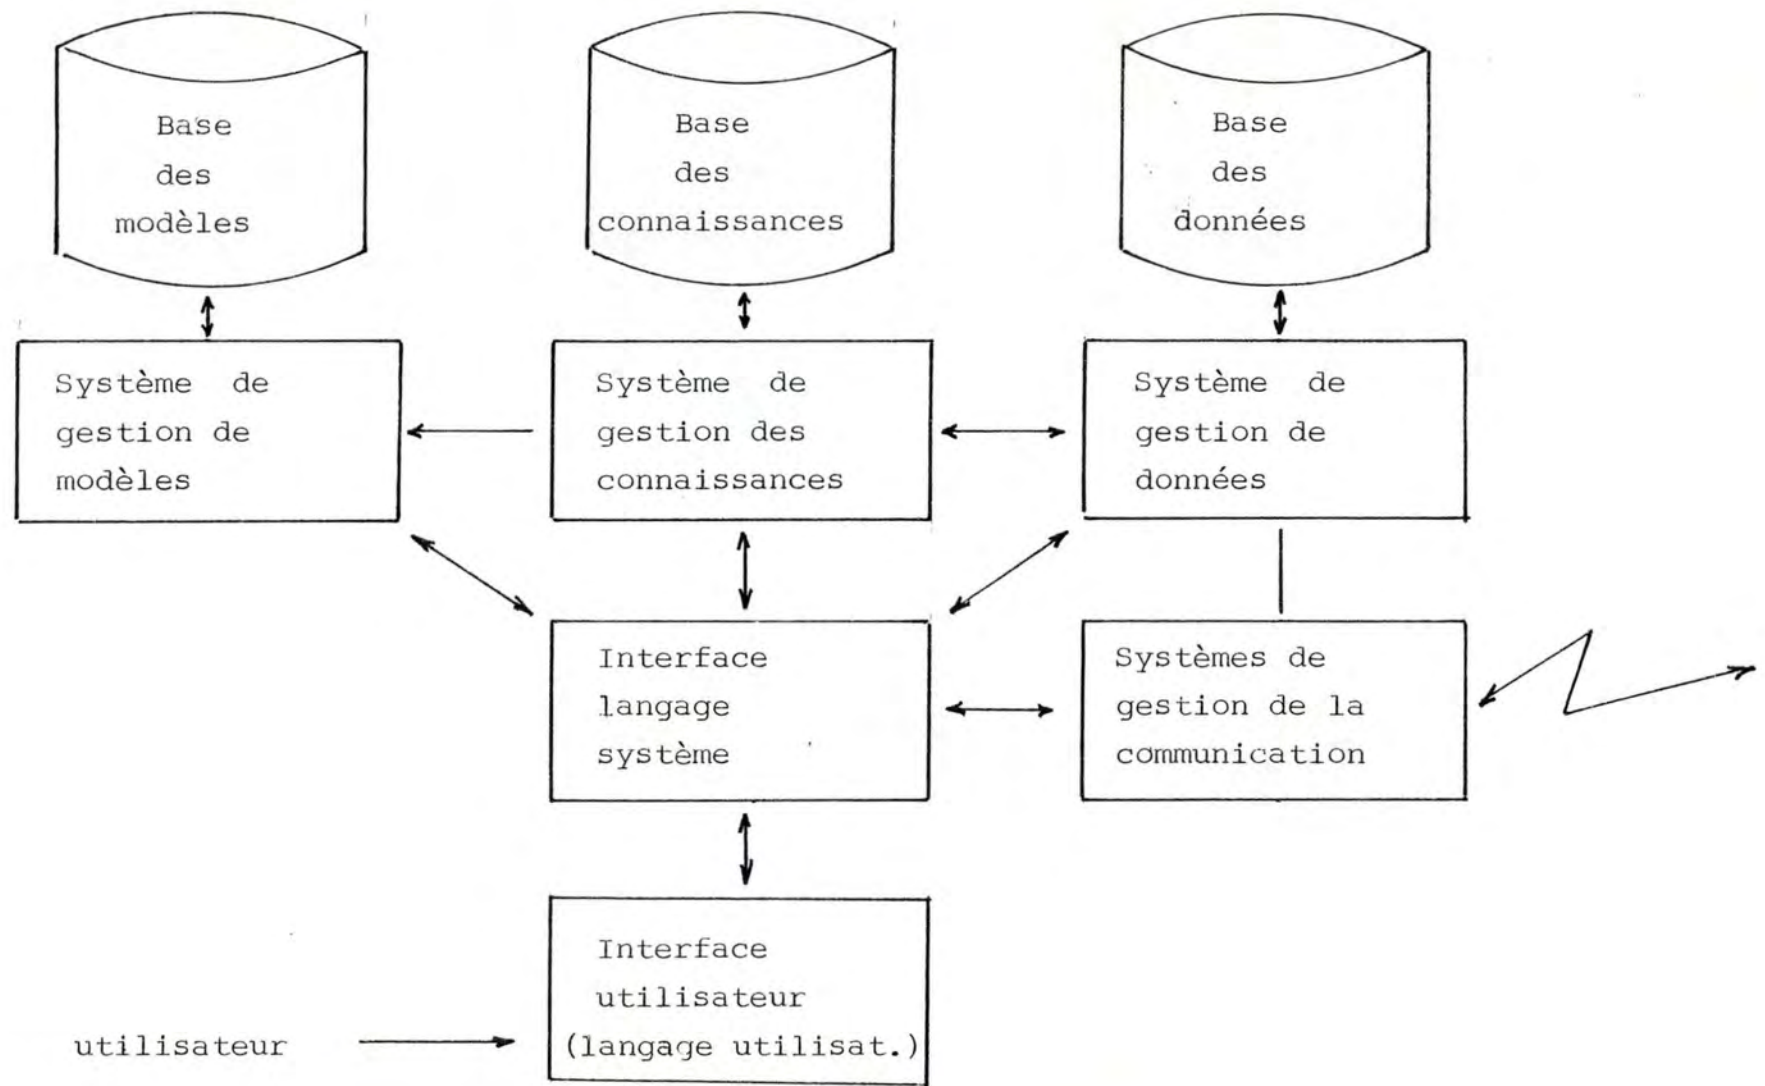 Base
des
modèles
Base
des
connaissances
Base
des
données
Système de
gestion de
modèles
Système de
gestion des
connaissances
Système de
gestion de
données
Interface
langage
système
Systèmes de
gestion de la
communication
Interface
utilisateur
(langage utilisat.)
utilisateur